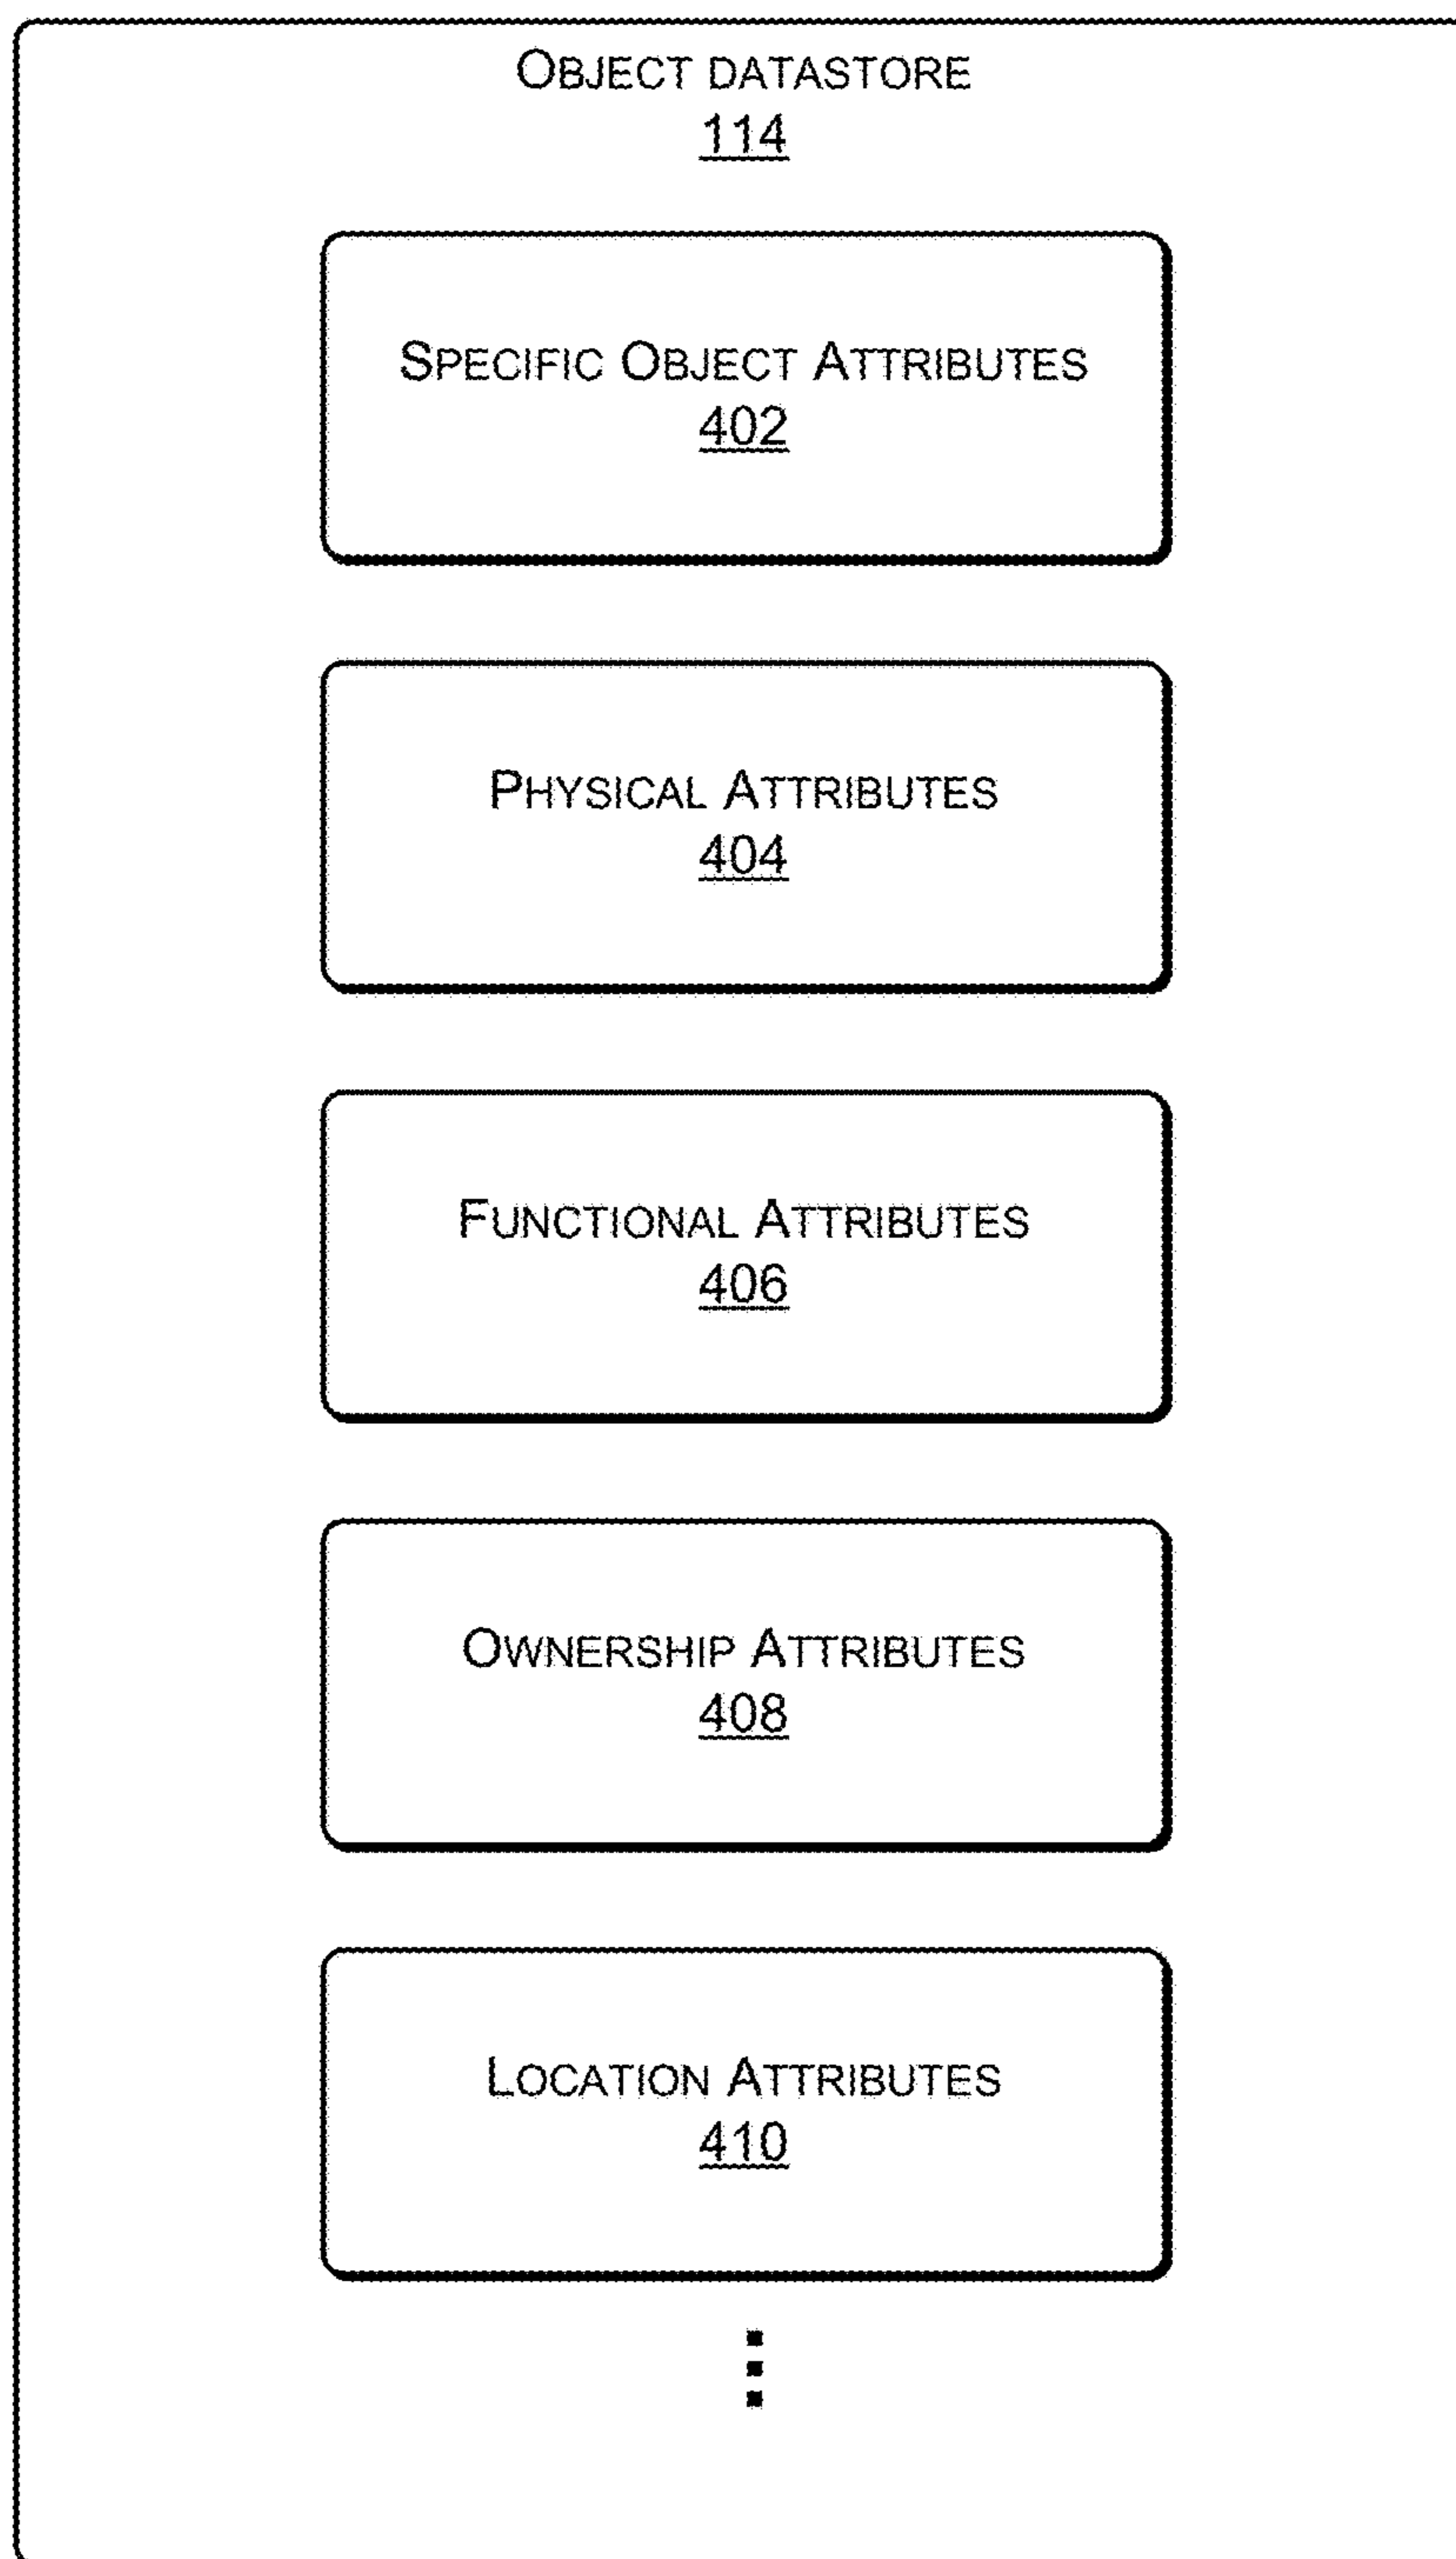 OBJECT DATASTORE
114
SPECIFIC OBJECT ATTRIBUTES
402
PHYSICAL ATTRIBUTES
404
FUNCTIONAL ATTRIBUTES
406
OWNERSHIP ATTRIBUTES
408
LOCATION ATTRIBUTES
410